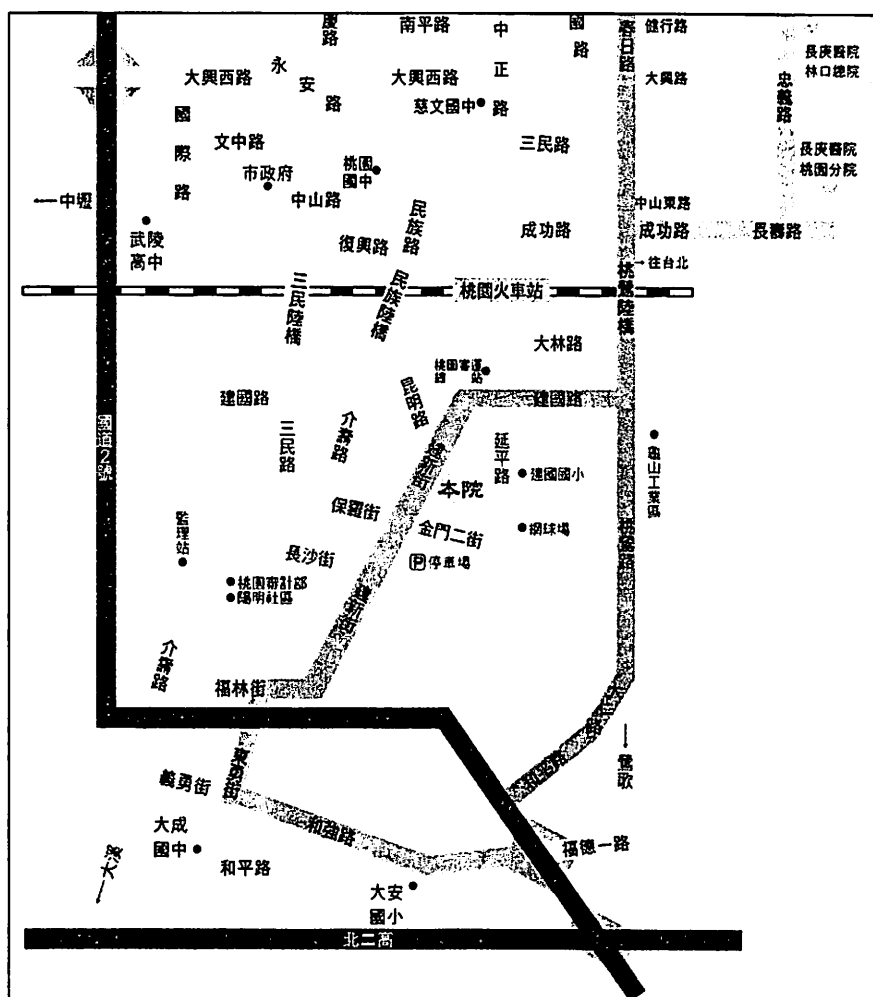 慶路
南平路
中正路
國路
春日路
健行路
長庚醫院
林口總院
永安路
大興西路
大興西路
大興路
忠義路
慈文國中
國際路
文中路
三民路
長庚醫院
桃園分院
市政府
桃園
國中
←中壢
中山路
民族路
中山東路
武陵
高中
復興路
成功路
成功路
長壽路
→往台北
三民陸橋
民族陸橋
桃園火車站
桃鶯陸橋
大林路
桃園客運
總站
建國路
昆明路
建國路
國道2號
三民路
介壽路
建新街
延平路
龜山工業區
本院
建國國小
保羅街
金門二街
網球場
桃鶯路
監理站
長沙街
P停車場
桃園審計部
陽明社區
建新街
介壽路
福林街
→鶯歌
義勇街
和強路
福德一路
大成
國中
←大溪
和平路
大安
國小
北二高